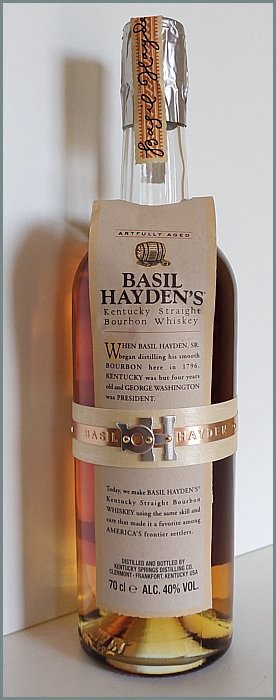 Basil Hayden
ARTFULLY AGED
BASIL
HAYDEN'S®
Kentucky Straight
Bourbon Whiskey
WHEN BASIL HAYDEN, SR.
began distilling his smooth
BOURBON here in 1796,
KENTUCKY was but four years
old and GEORGE WASHINGTON
was PRESIDENT.
BASIL BH HAYDEN'S
Today, we make BASIL HAYDEN'S®
Kentucky Straight Bourbon
WHISKEY using the same skill and
care that made it a favorite among
AMERICA'S frontier settlers.
DISTILLED AND BOTTLED BY
KENTUCKY SPRINGS DISTILLING CO.
CLERMONT - FRANKFORT, KENTUCKY USA
70 cl e ALC. 40% VOL.